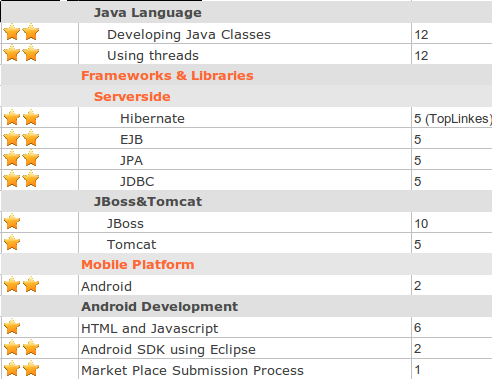 Java Language
Developing Java Classes 12
Using threads 12
Frameworks & Libraries
Serverside
Hibernate 5 (TopLinkes)
EJB 5
JPA 5
JDBC 5
JBoss&Tomcat
JBoss 10
Tomcat 5
Mobile Platform
Android 2
Android Development
HTML and Javascript 6
Android SDK using Eclipse 2
Market Place Submission Process 1